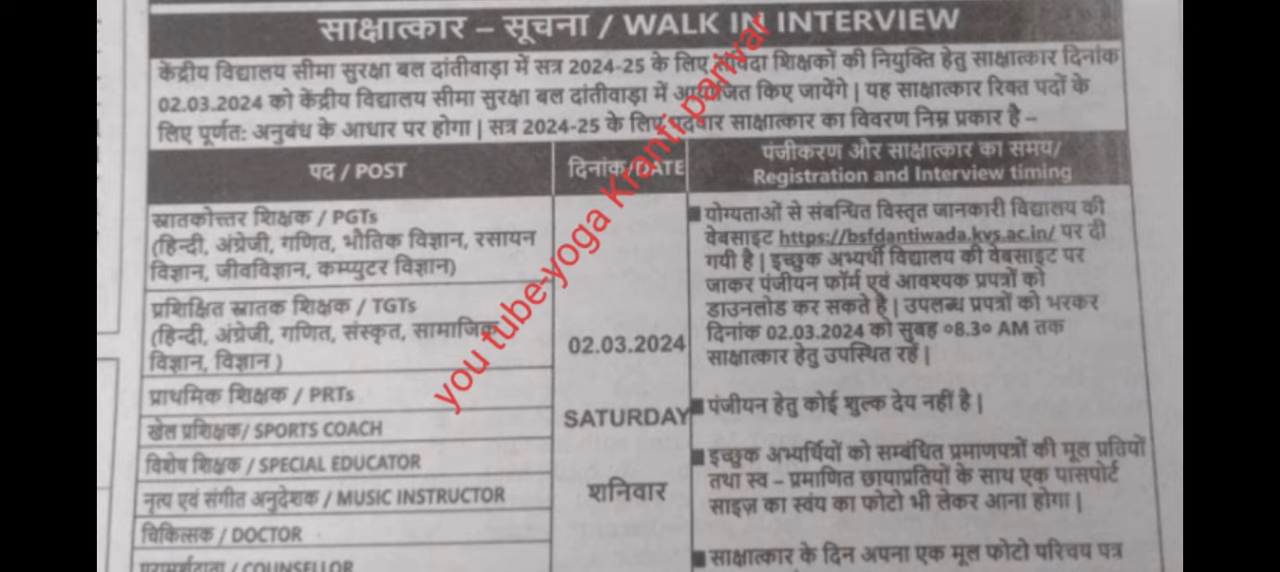 साक्षात्कार – सूचना / WALK IN INTERVIEW
केंद्रीय विद्यालय सीमा सुरक्षा बल दांतीवाड़ा में सत्र 2024-25 के लिए संविदा शिक्षकों की नियुक्ति हेतु साक्षात्कार दिनांक
02.03.2024 को केंद्रीय विद्यालय सीमा सुरक्षा बल दांतीवाड़ा में आयोजित किए जायेंगे | यह साक्षात्कार रिक्त पदों के
लिए पूर्णत: अनुबंध के आधार पर होगा | सत्र 2024-25 के लिए पदवार साक्षात्कार का विवरण निम्न प्रकार है –
पद / POST
दिनांक/DATE
पंजीकरण और साक्षात्कार का समय/
Registration and Interview timing
स्नातकोत्तर शिक्षक / PGTs
(हिन्दी, अंग्रेजी, गणित, भौतिक विज्ञान, रसायन
विज्ञान, जीवविज्ञान, कम्प्युटर विज्ञान)
प्रशिक्षित स्नातक शिक्षक / TGTs
(हिन्दी, अंग्रेजी, गणित, संस्कृत, सामाजिक
विज्ञान, विज्ञान )
प्राथमिक शिक्षक / PRTs
खेल प्रशिक्षक/ SPORTS COACH
विशेष शिक्षक / SPECIAL EDUCATOR
नृत्य एवं संगीत अनुदेशक / MUSIC INSTRUCTOR
चिकित्सक / DOCTOR
परामर्शदाता / COUNSELLOR
02.03.2024
SATURDAY
शनिवार
■ योग्यताओं से संबन्धित विस्तृत जानकारी विद्यालय की
वेबसाइट https://bsfdantiwada.kvs.ac.in/ पर दी
गयी है | इच्छुक अभ्यर्थी विद्यालय की वेबसाइट पर
जाकर पंजीयन फॉर्म एवं आवश्यक प्रपत्रों को
डाउनलोड कर सकते है | उपलब्ध प्रपत्रों को भरकर
दिनांक 02.03.2024 को सुबह ०8.3० AM तक
साक्षात्कार हेतु उपस्थित रहें |
■ पंजीयन हेतु कोई शुल्क देय नहीं है |
■ इच्छुक अभ्यर्थियों को सम्बंधित प्रमाणपत्रों की मूल प्रतियों
तथा स्व – प्रमाणित छायाप्रतियों के साथ एक पासपोर्ट
साइज़ का स्वंय का फोटो भी लेकर आना होगा |
■ साक्षात्कार के दिन अपना एक मूल फोटो परिचय पत्र
you tube-yoga Kranti parivar